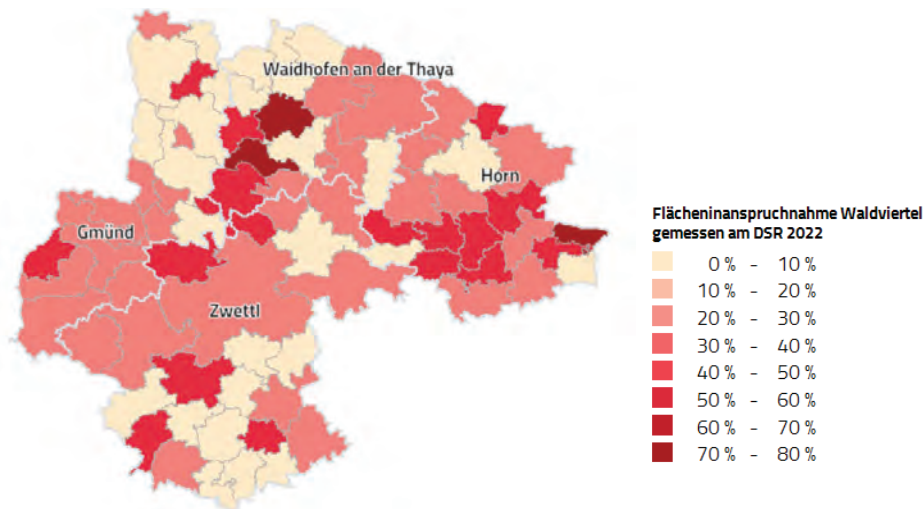 Waidhofen an der Thaya
Horn
Gmünd
Zwettl
Flächeninanspruchnahme Waldviertel
gemessen am DSR 2022
0 % - 10 %
10 % - 20 %
20 % - 30 %
30 % - 40 %
40 % - 50 %
50 % - 60 %
60 % - 70 %
70 % - 80 %